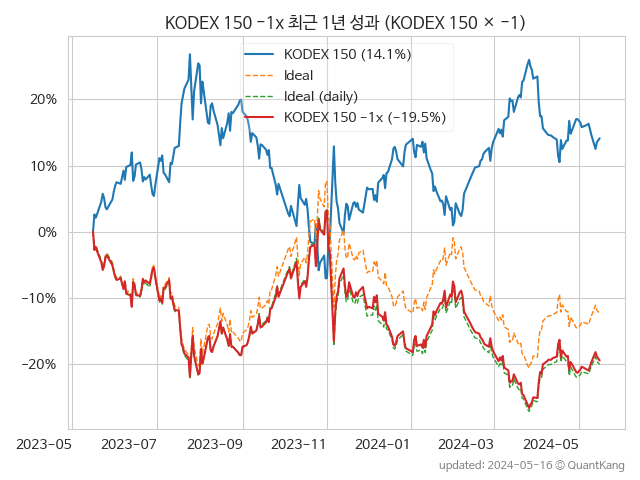 KODEX 150 −1x 최근 1년 성과 (KODEX 150 × −1)
KODEX 150 (14.1%)
Ideal
Ideal (daily)
KODEX 150 −1x (−19.5%)
20%
10%
0%
−10%
−20%
2023−05
2023−07
2023−09
2023−11
2024−01
2024−03
2024−05
updated: 2024-05-16 © QuantKang